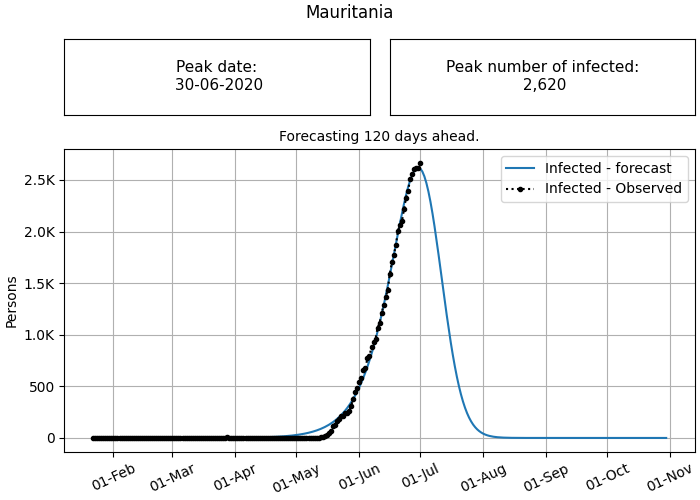 Mauritania
Peak date:
30-06-2020
Peak number of infected:
2,620
Forecasting 120 days ahead.
Infected - forecast
Infected - Observed
Persons
2.5K
2.0K
1.5K
1.0K
500
0
01-Feb
01-Mar
01-Apr
01-May
01-Jun
01-Jul
01-Aug
01-Sep
01-Oct
01-Nov